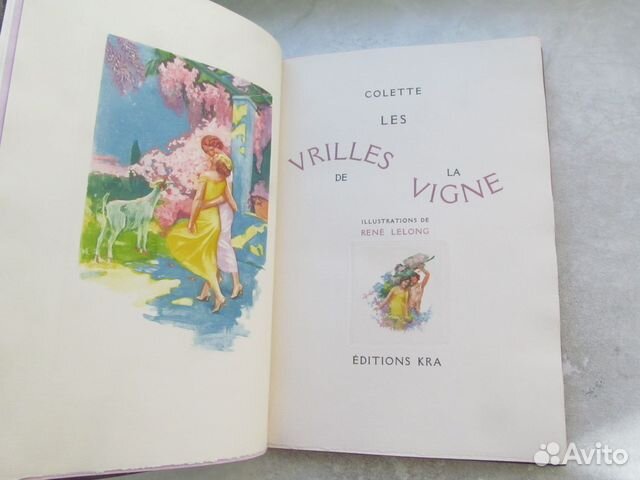 COLETTE
LES
VRILLES
DE LA
VIGNE
ILLUSTRATIONS DE
RENÉ LELONG
ÉDITIONS KRA
Avito